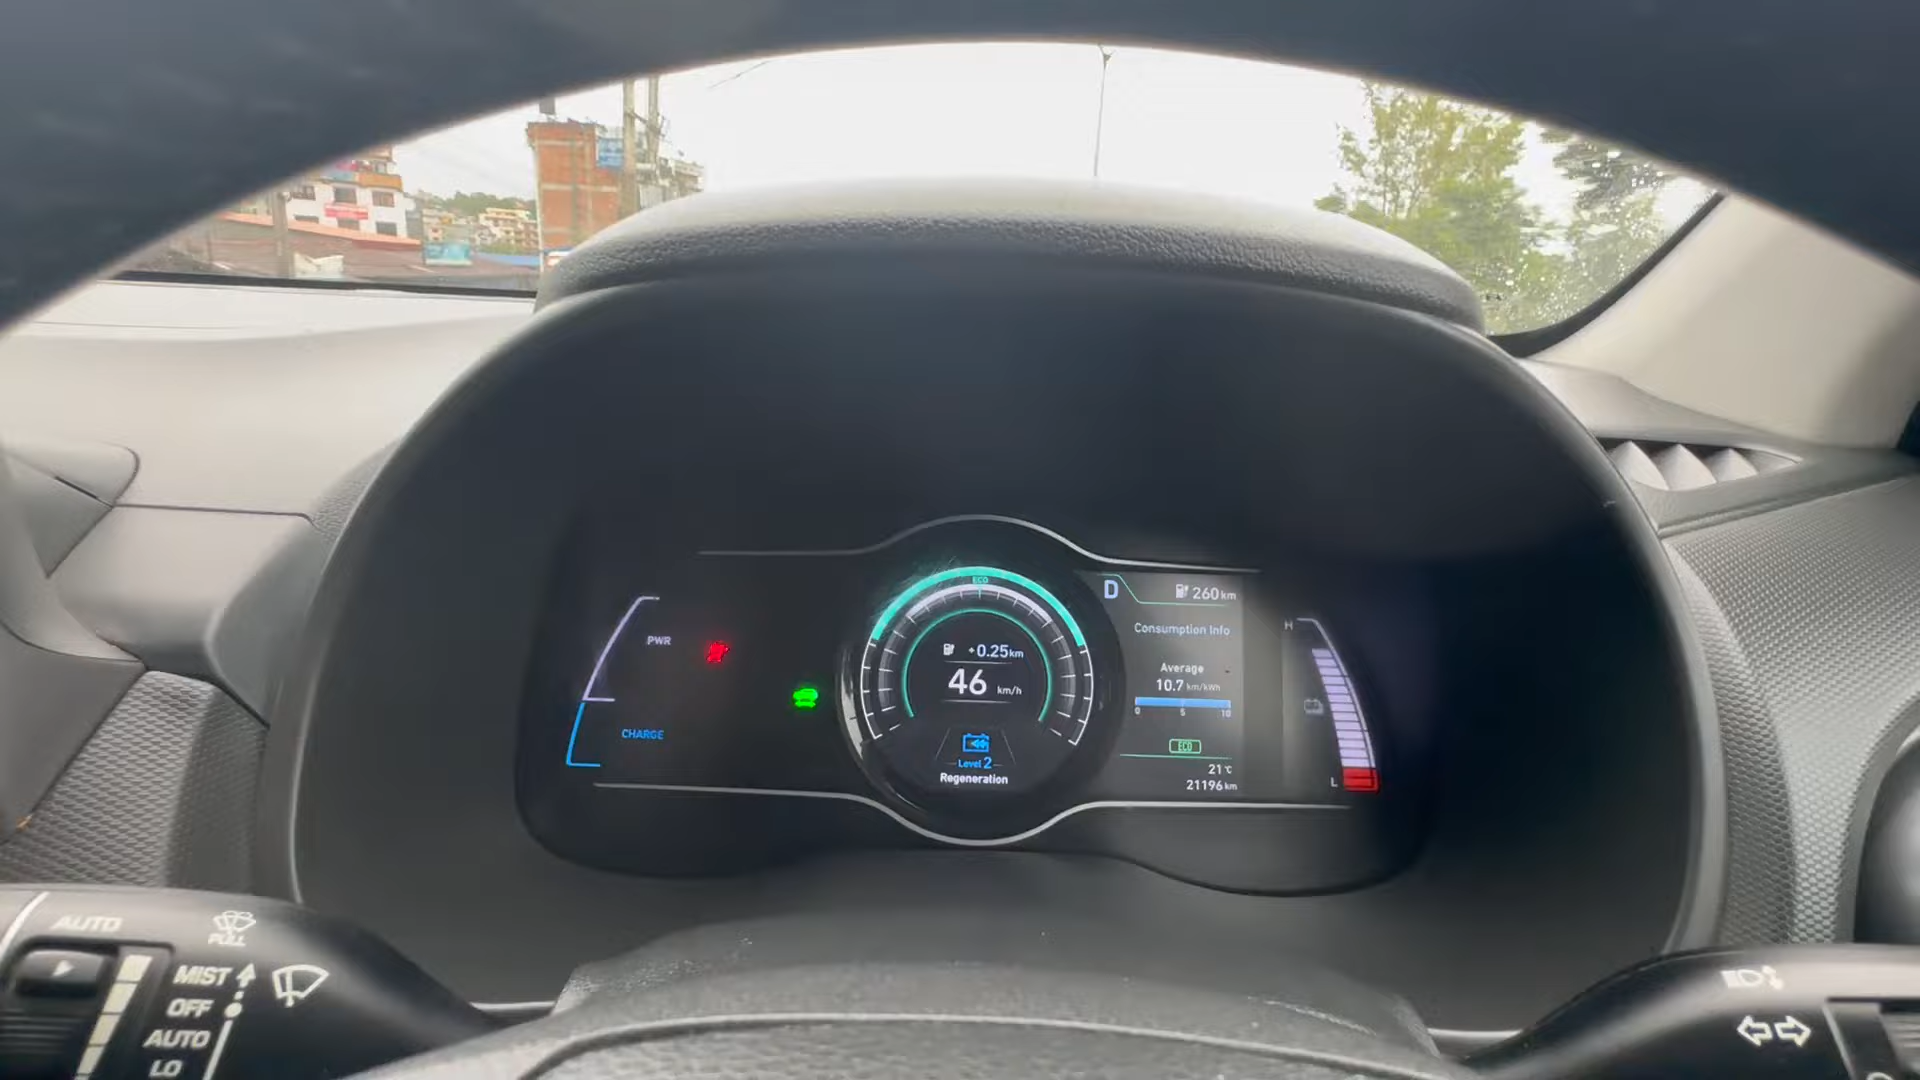 ECO
D
260 km
PWR
+0.25 km
Consumption Info
H
46 km/h
Average
10.7 km/kWh
0 5 10
CHARGE
Level 2
Regeneration
ECO
21 °C
21196 km
L
AUTO
PULL
MIST
OFF
AUTO
LO